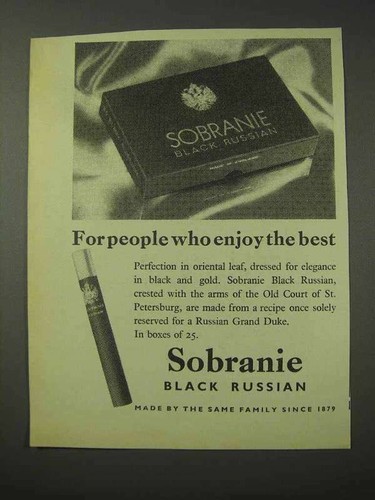 SOBRANIE
BLACK RUSSIAN
For people who enjoy the best
Perfection in oriental leaf, dressed for elegance
in black and gold. Sobranie Black Russian,
crested with the arms of the Old Court of St.
Petersburg, are made from a recipe once solely
reserved for a Russian Grand Duke.
In boxes of 25.
Sobranie
BLACK RUSSIAN
MADE BY THE SAME FAMILY SINCE 1879